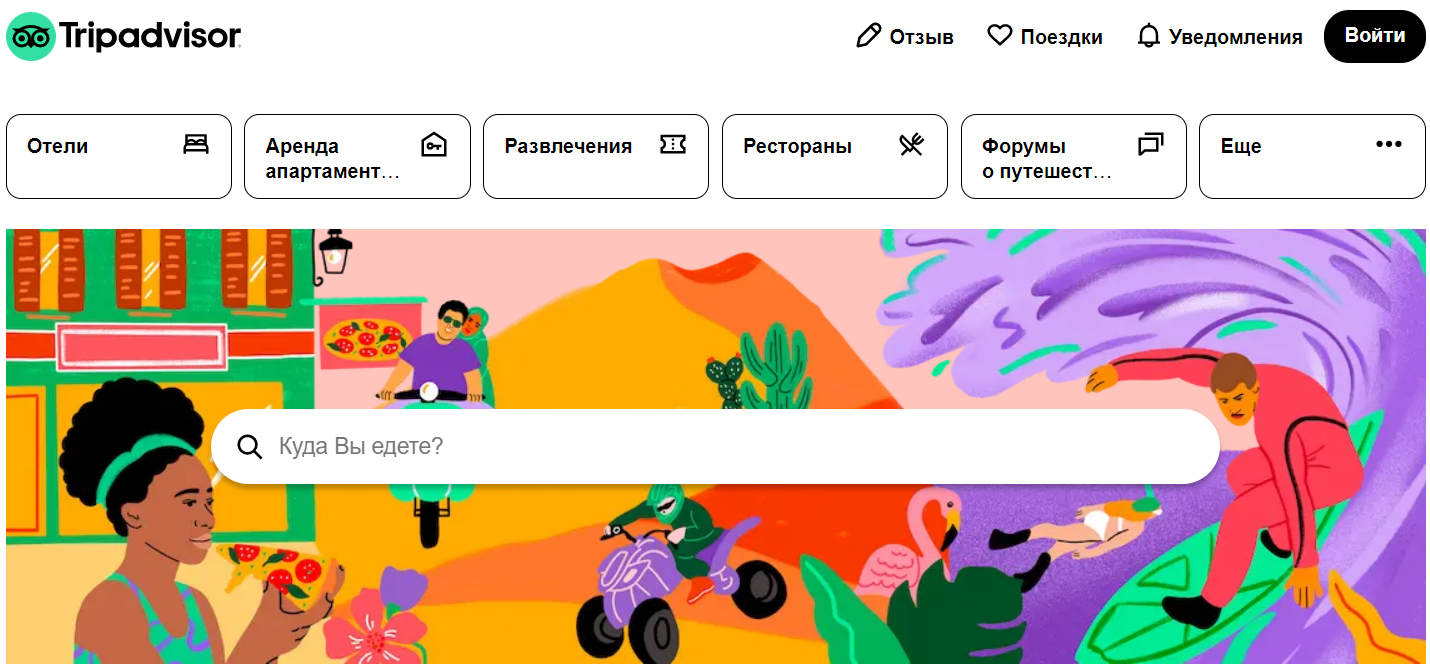 Tripadvisor
Отзыв
Поездки
Уведомления
Войти
Отели
Аренда
апартамент...
Развлечения
Рестораны
Форумы
о путешест...
Еще
Куда Вы едете?